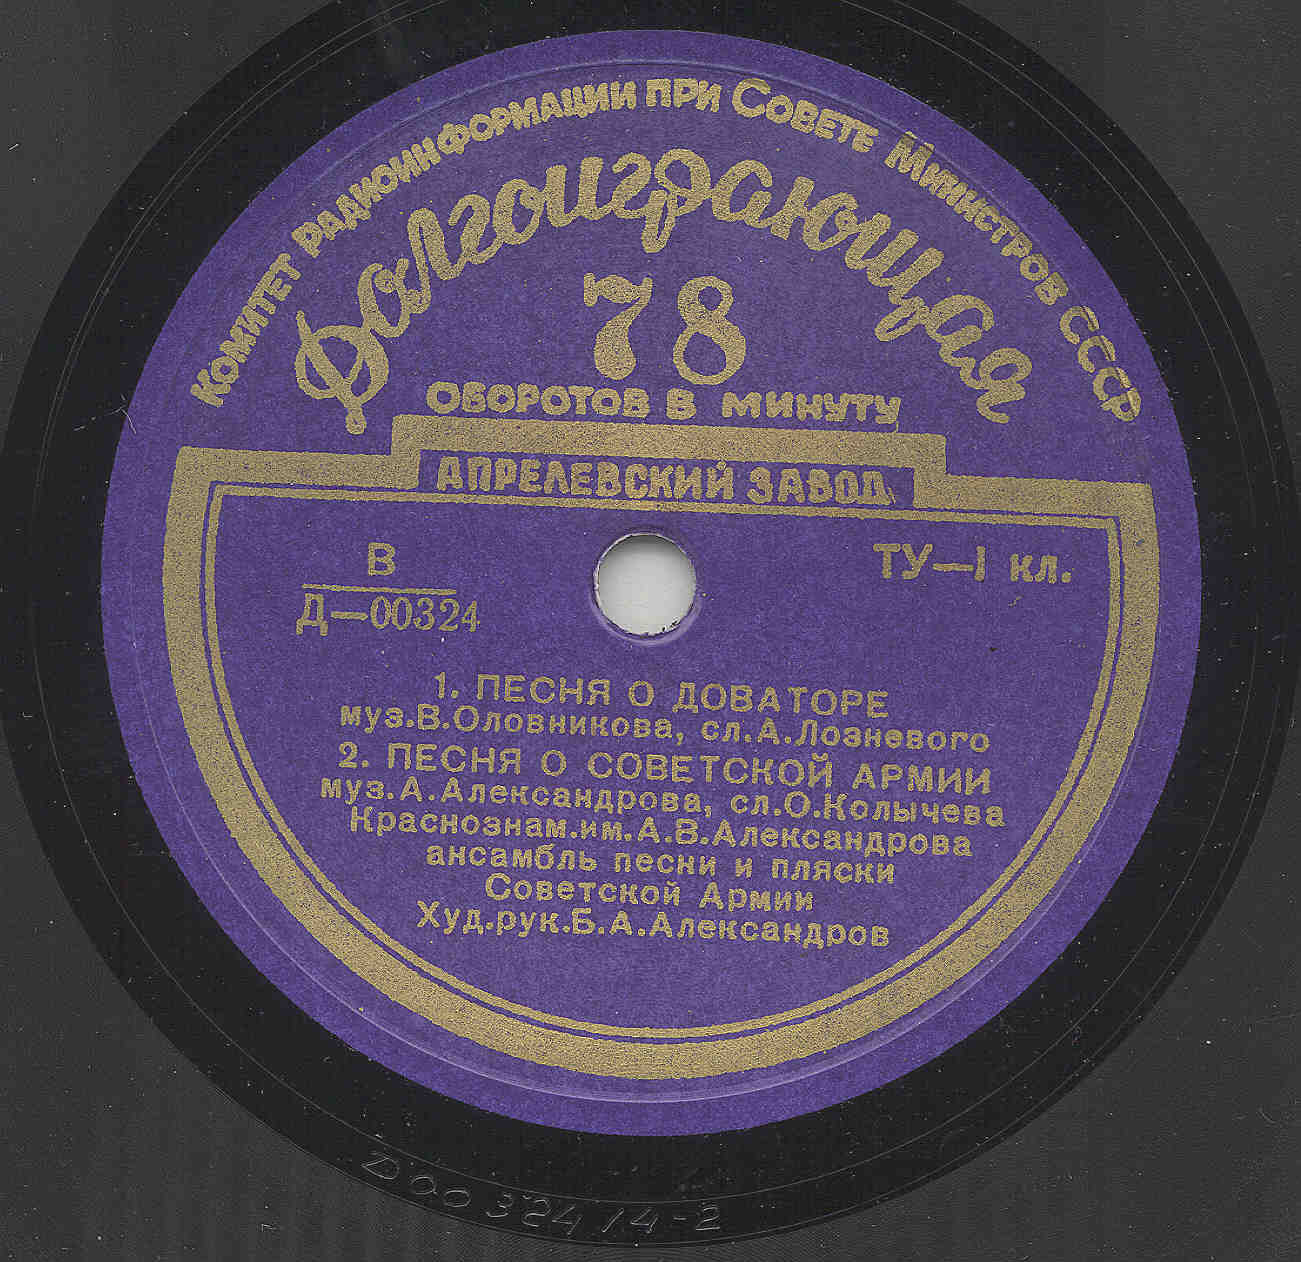 Комитет радиоинформации при Совете Министров СССР
Долгоиграющая
78
ОБОРОТОВ В МИНУТУ
АПРЕЛЕВСКИЙ ЗАВОД
В
Д—00324
ТУ—I кл.
1. ПЕСНЯ О ДОВАТОРЕ
муз.В.Оловникова, сл.А.Лозневого
2. ПЕСНЯ О СОВЕТСКОЙ АРМИИ
муз.А.Александрова, сл.О.Колычева
Краснознам.им.А.В.Александрова
ансамбль песни и пляски
Советской Армии
Худ.рук.Б.А.Александров
D00324 /4-2